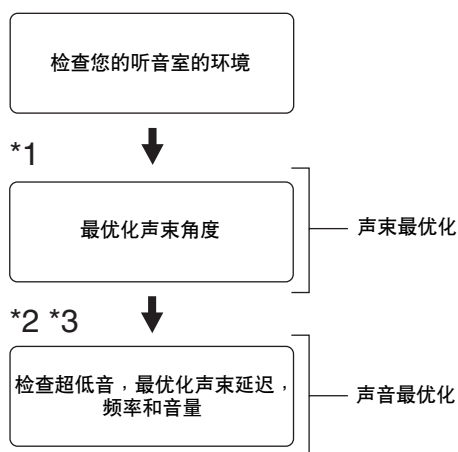 检查您的听音室的环境
*1
最优化声束角度
声束最优化
*2 *3
检查超低音，最优化声束延迟，
频率和音量
声音最优化